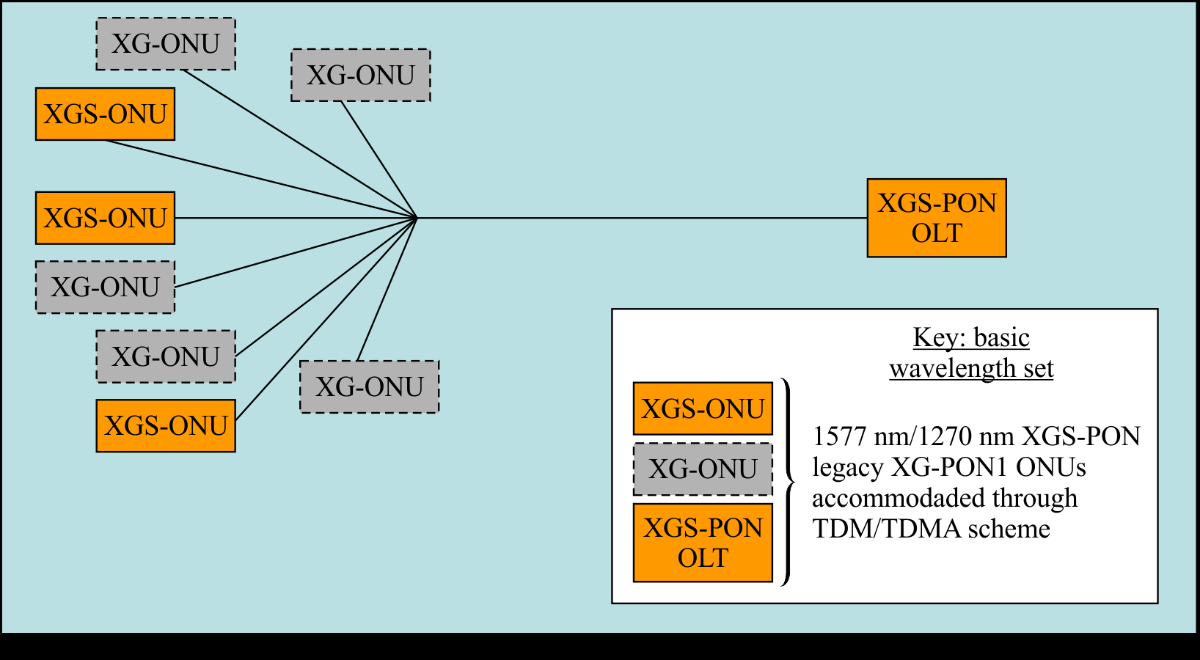 XG-ONU
XG-ONU
XGS-ONU
XGS-ONU
XG-ONU
XG-ONU
XG-ONU
XGS-ONU
XGS-PON
OLT
Key: basic
wavelength set
XGS-ONU
XG-ONU
XGS-PON
OLT
1577 nm/1270 nm XGS-PON
legacy XG-PON1 ONUs
accommodaded through
TDM/TDMA scheme